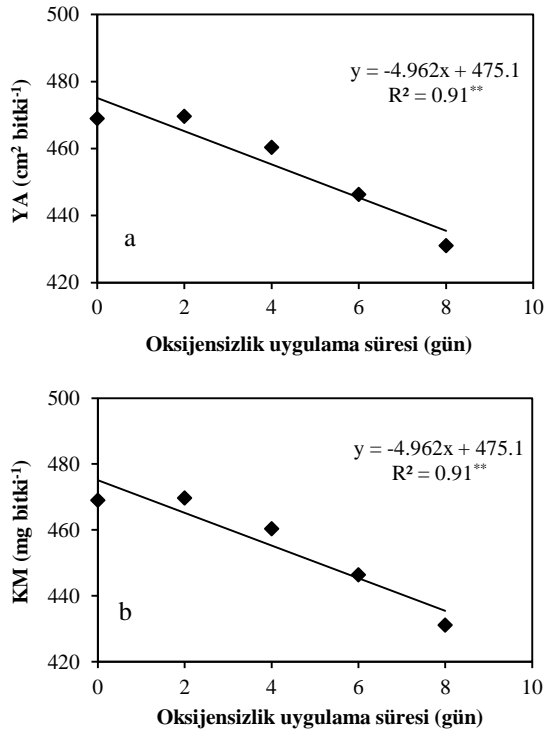 500
480
460
440
420
YA (cm² bitki⁻¹)
y = -4.962x + 475.1
R² = 0.91**
a
0 2 4 6 8 10
Oksijensizlik uygulama süresi (gün)
500
480
460
440
420
KM (mg bitki⁻¹)
y = -4.962x + 475.1
R² = 0.91**
b
0 2 4 6 8 10
Oksijensizlik uygulama süresi (gün)